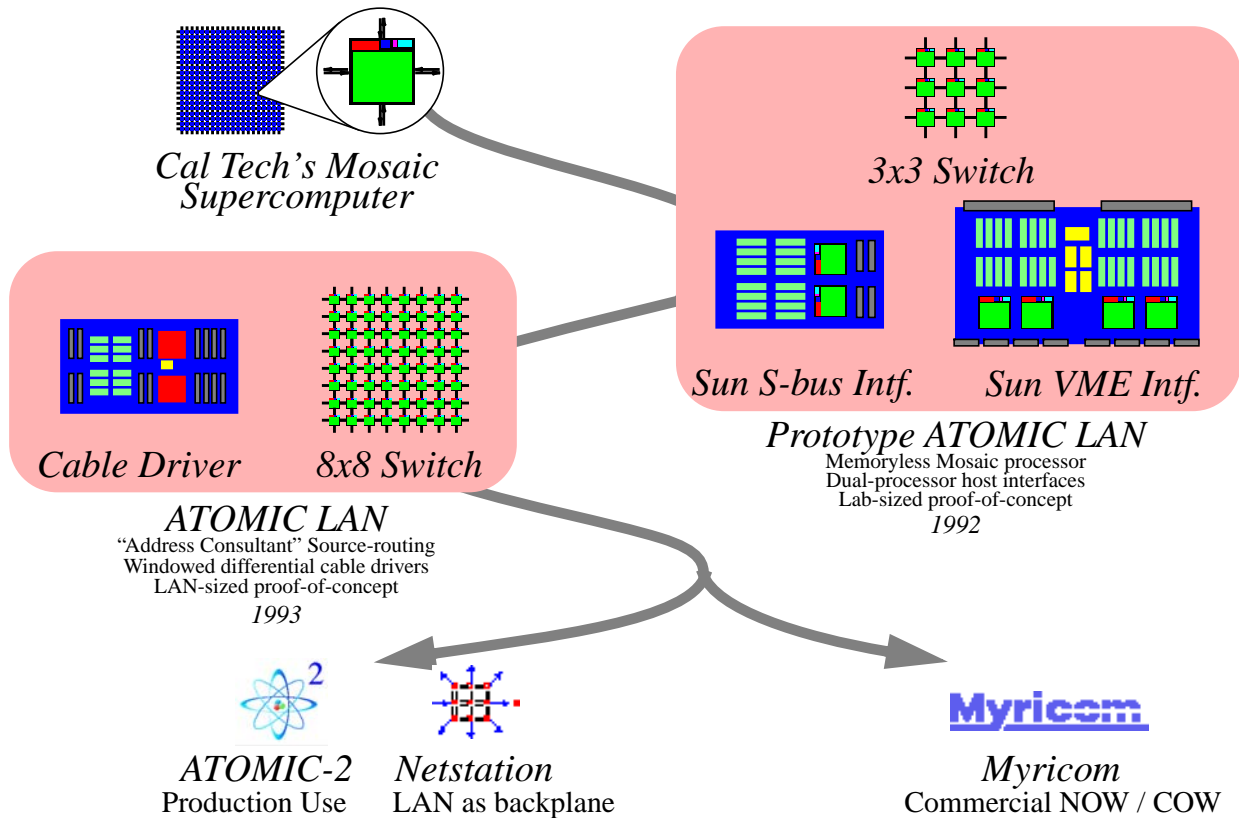 Cal Tech's Mosaic
Supercomputer
3x3 Switch
Sun S-bus Intf.
Sun VME Intf.
Prototype ATOMIC LAN
Memoryless Mosaic processor
Dual-processor host interfaces
Lab-sized proof-of-concept
1992
Cable Driver
8x8 Switch
ATOMIC LAN
“Address Consultant” Source-routing
Windowed differential cable drivers
LAN-sized proof-of-concept
1993
2
ATOMIC-2
Production Use
Netstation
LAN as backplane
Myricom
Myricom
Commercial NOW / COW